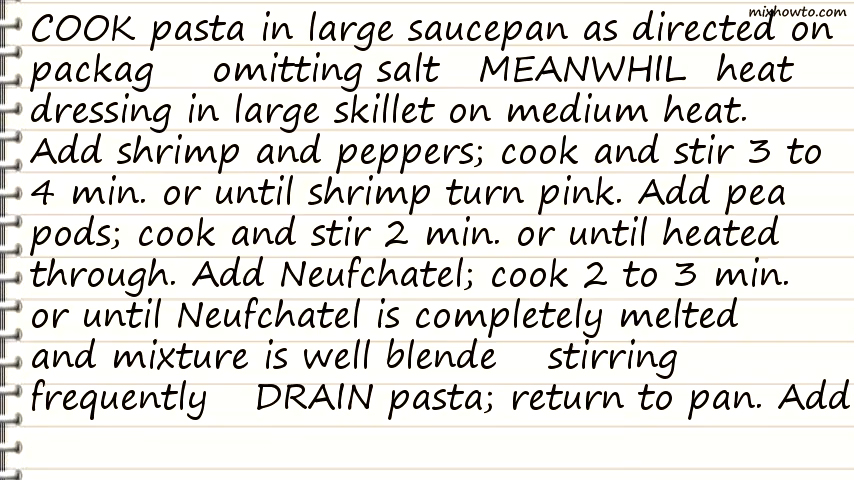 mixhowto.com
COOK pasta in large saucepan as directed on
packag omitting salt MEANWHIL heat
dressing in large skillet on medium heat.
Add shrimp and peppers; cook and stir 3 to
4 min. or until shrimp turn pink. Add pea
pods; cook and stir 2 min. or until heated
through. Add Neufchatel; cook 2 to 3 min.
or until Neufchatel is completely melted
and mixture is well blende stirring
frequently DRAIN pasta; return to pan. Add